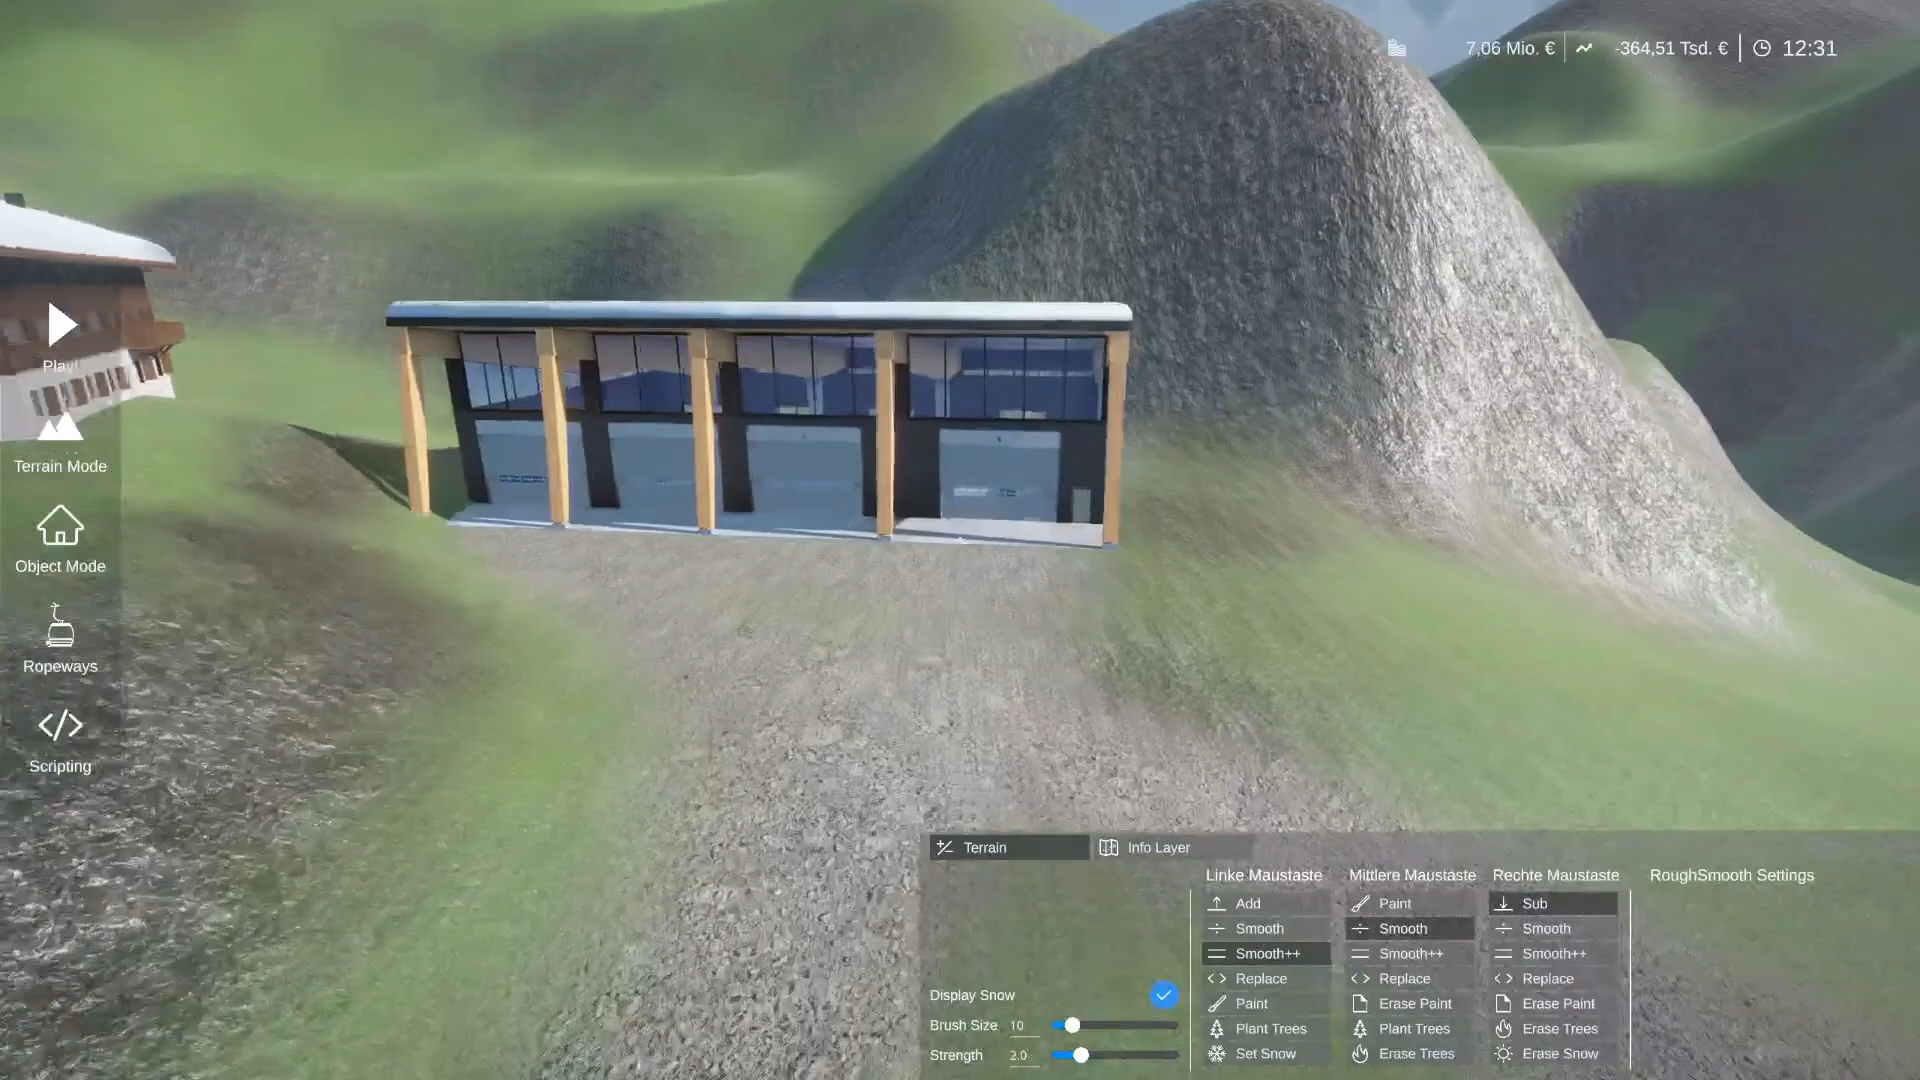 7,06 Mio. €
-364,51 Tsd. €
12:31
Play!
Terrain Mode
Object Mode
Ropeways
Scripting
Terrain
Info Layer
Linke Maustaste
Mittlere Maustaste
Rechte Maustaste
RoughSmooth Settings
Add
Paint
Sub
Smooth
Smooth
Smooth
Smooth++
Smooth++
Smooth++
Replace
Replace
Replace
Display Snow
Paint
Erase Paint
Erase Paint
Brush Size 10
Plant Trees
Plant Trees
Erase Trees
Strength 2.0
Set Snow
Erase Trees
Erase Snow